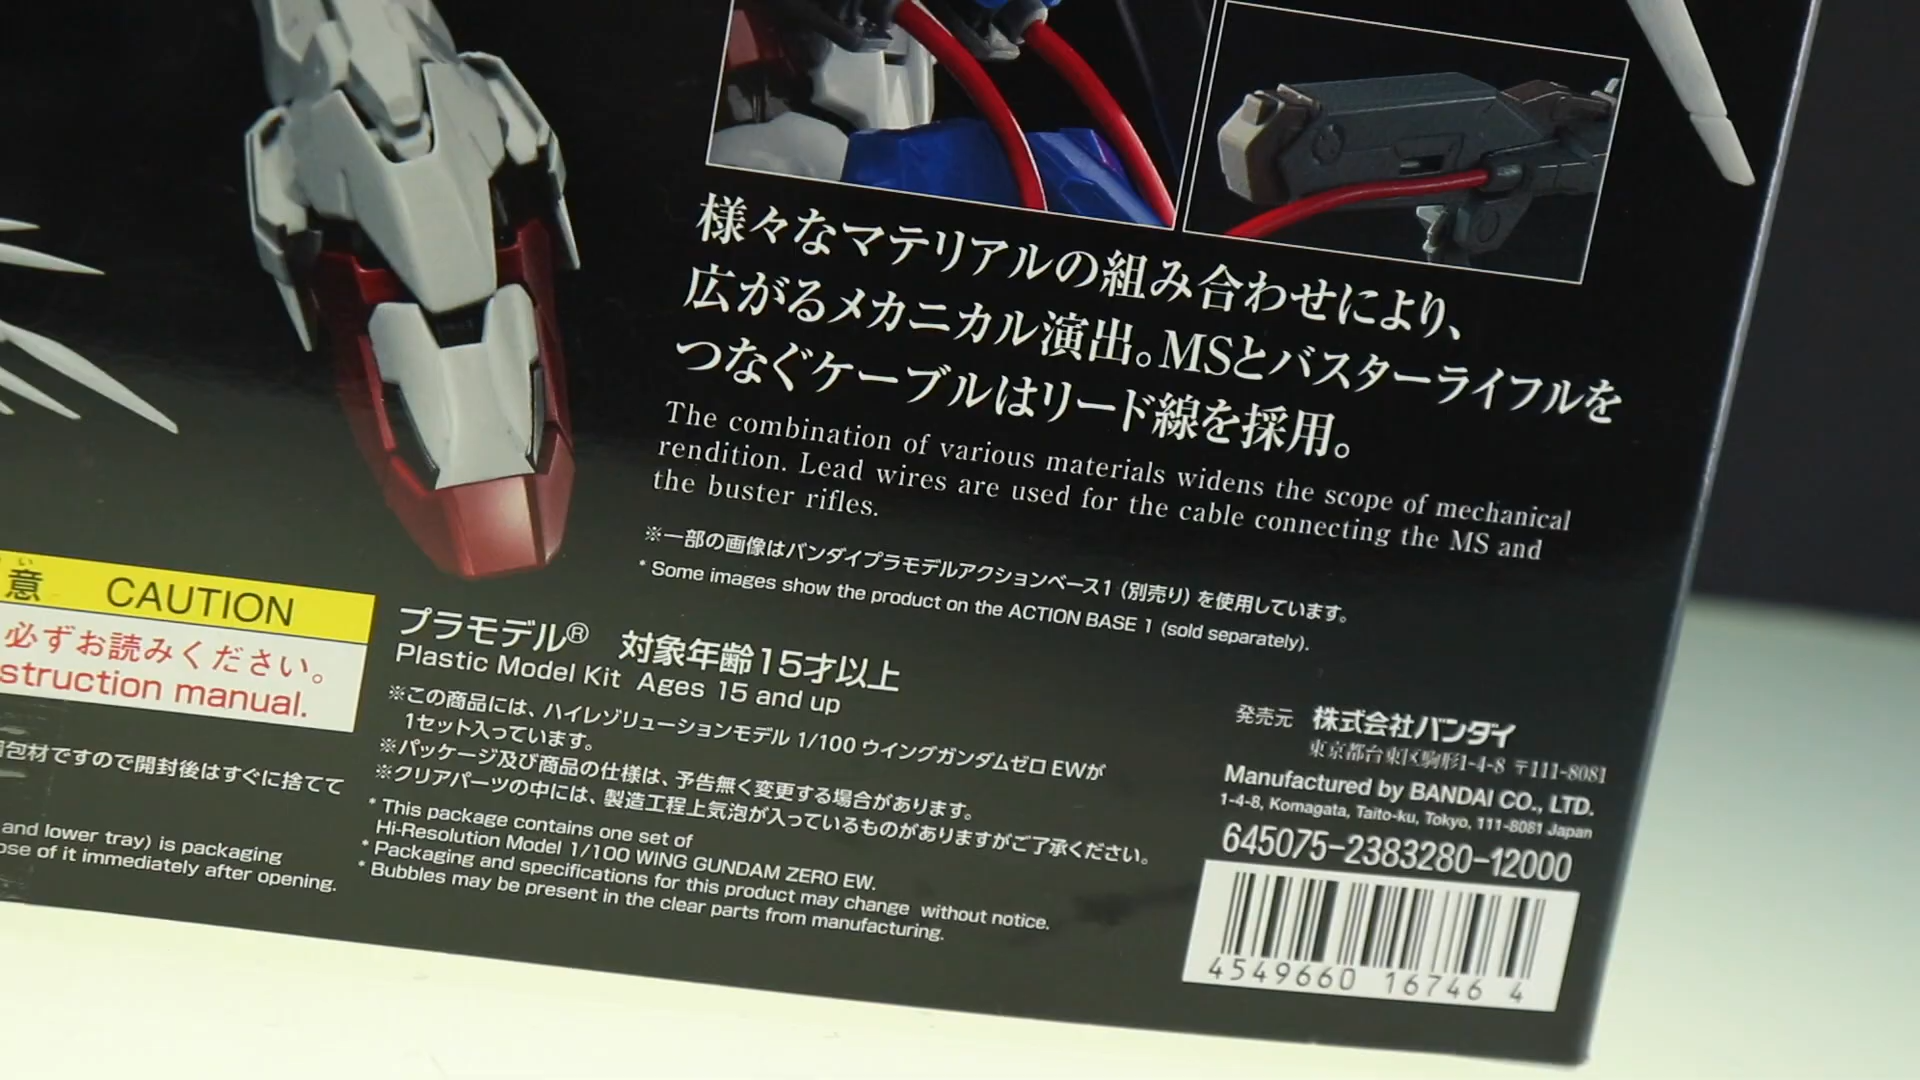 様々なマテリアルの組み合わせにより、
広がるメカニカル演出。MSとバスターライフルを
つなぐケーブルはリード線を採用。
The combination of various materials widens the scope of mechanical
rendition. Lead wires are used for the cable connecting the MS and
the buster rifles.
※一部の画像はバンダイプラモデルアクションベース1(別売り)を使用しています。
* Some images show the product on the ACTION BASE 1 (sold separately).
意 CAUTION
い
必ずお読みください。
struction manual.
包材ですので開封後はすぐに捨てて
and lower tray) is packaging
ose of it immediately after opening.
プラモデル® 対象年齢15才以上
Plastic Model Kit Ages 15 and up
※この商品には、ハイレゾリューションモデル 1/100 ウイングガンダムゼロ EWが
1セット入っています。
※パッケージ及び商品の仕様は、予告無く変更する場合があります。
※クリアパーツの中には、製造工程上気泡が入っているものがありますがご了承ください。
* This package contains one set of
Hi-Resolution Model 1/100 WING GUNDAM ZERO EW.
* Packaging and specifications for this product may change without notice.
* Bubbles may be present in the clear parts from manufacturing.
発売元 株式会社バンダイ
東京都台東区駒形1-4-8 〒111-8081
Manufactured by BANDAI CO., LTD.
1-4-8, Komagata, Taito-ku, Tokyo, 111-8081 Japan
645075-2383280-12000
4549660 16746 4